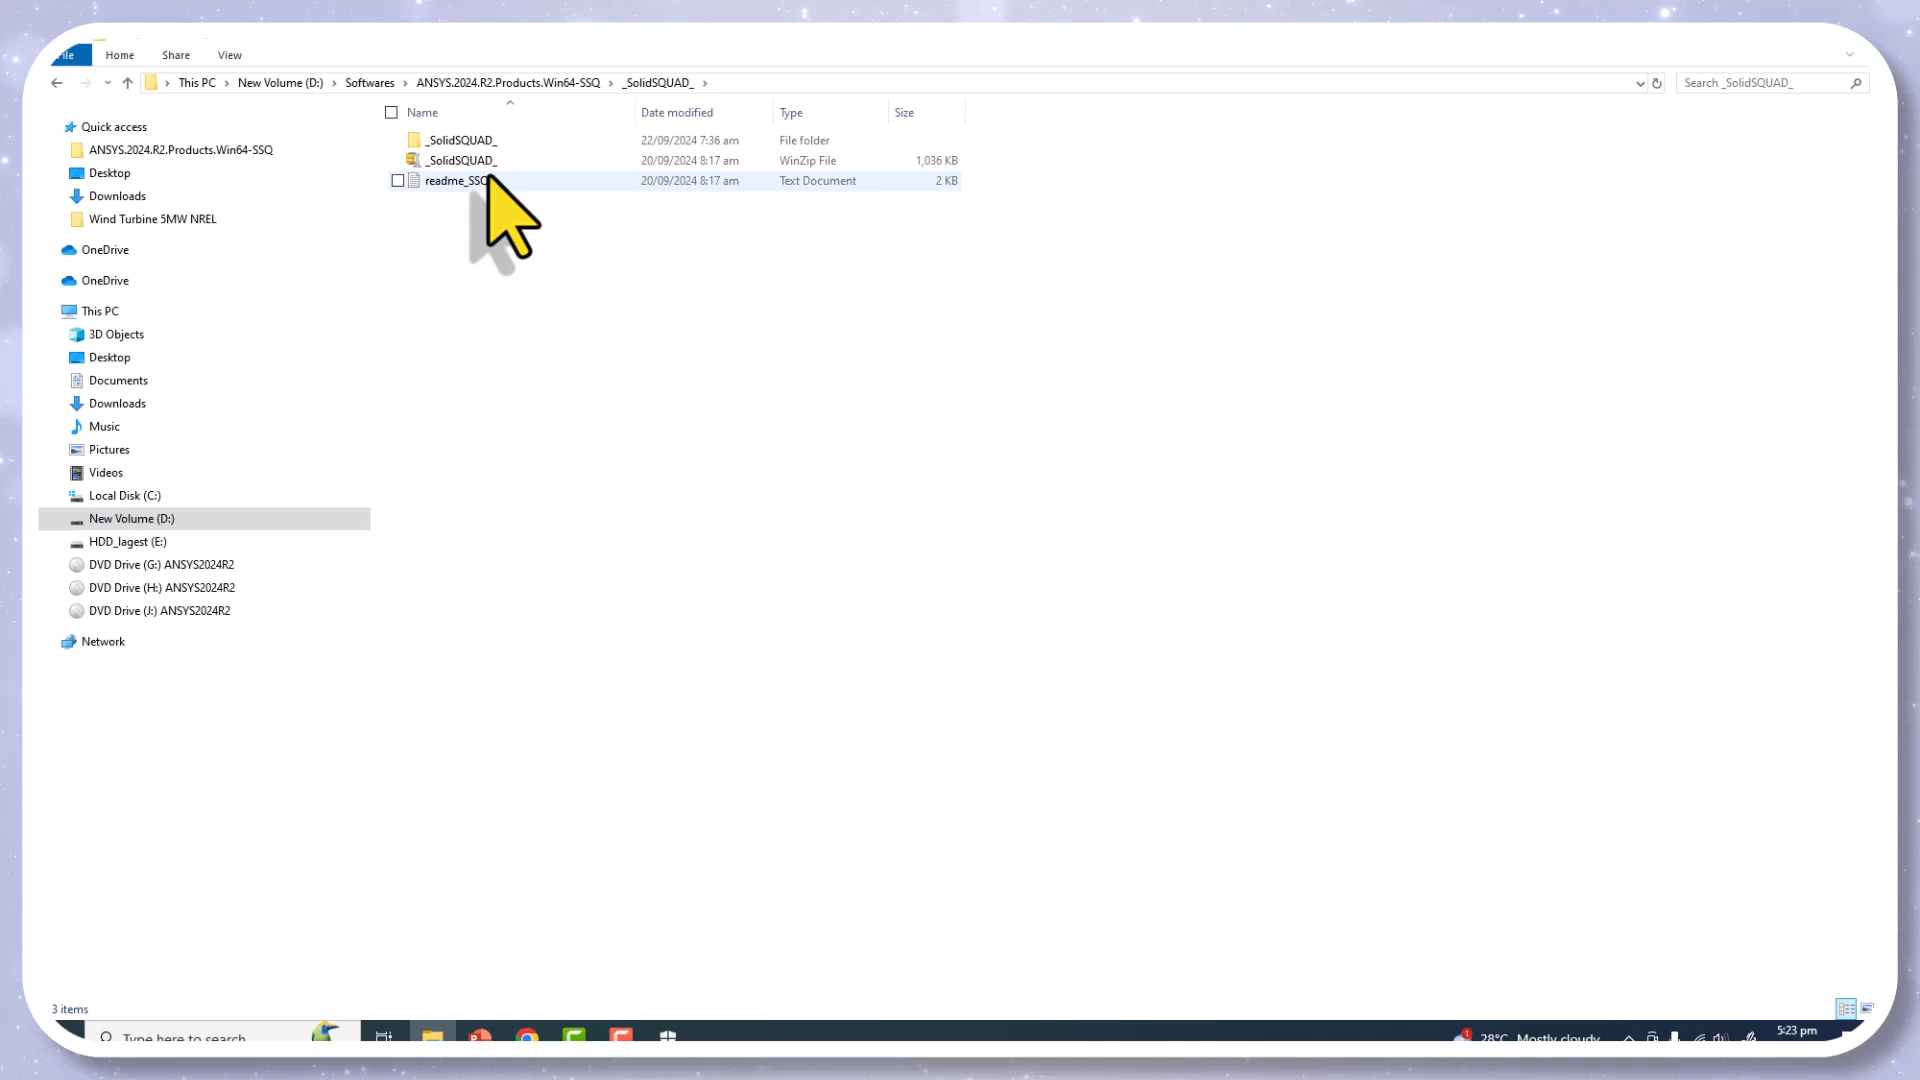 File Home Share View
This PC New Volume (D:) Softwares ANSYS.2024.R2.Products.Win64-SSQ _SolidSQUAD_ Search _SolidSQUAD_
Name Date modified Type Size
_SolidSQUAD_ 22/09/2024 7:36 am File folder
_SolidSQUAD_ 20/09/2024 8:17 am WinZip File 1,036 KB
readme_SSQ 20/09/2024 8:17 am Text Document 2 KB
Quick access
ANSYS.2024.R2.Products.Win64-SSQ
Desktop
Downloads
Wind Turbine 5MW NREL
OneDrive
OneDrive
This PC
3D Objects
Desktop
Documents
Downloads
Music
Pictures
Videos
Local Disk (C:)
New Volume (D:)
HDD_lagest (E:)
DVD Drive (G:) ANSYS2024R2
DVD Drive (H:) ANSYS2024R2
DVD Drive (J:) ANSYS2024R2
Network
3 items
Type here to search 1 28°C Mostly cloudy 5:23 pm